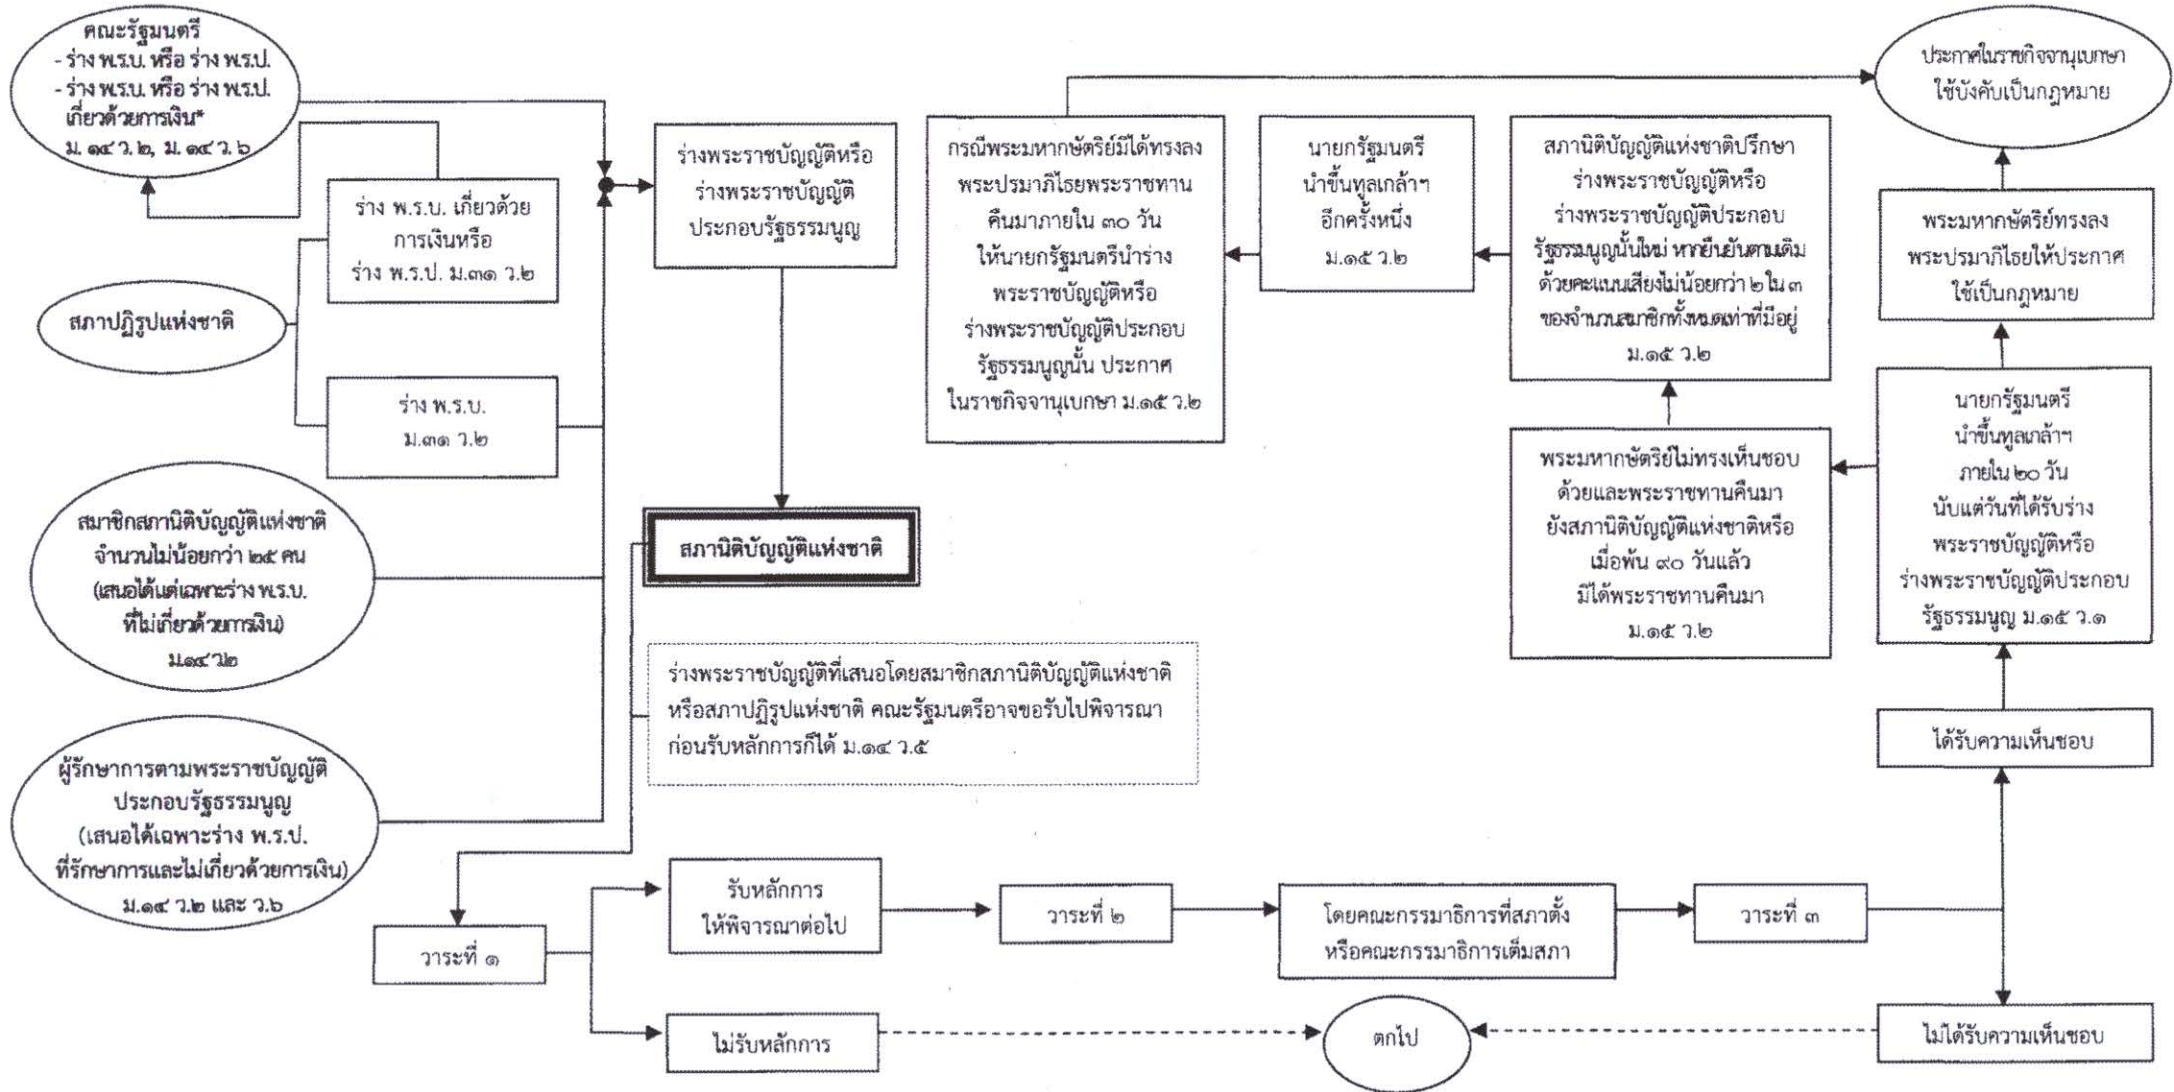 คณะรัฐมนตรี
- ร่าง พ.ร.บ. หรือ ร่าง พ.ร.ป.
- ร่าง พ.ร.บ. หรือ ร่าง พ.ร.ป.
เกี่ยวด้วยการเงิน*
ม. ๑๔ ว. ๒, ม. ๑๔ ว. ๖
ร่าง พ.ร.บ. เกี่ยวด้วย
การเงินหรือ
ร่าง พ.ร.ป. ม.๓๑ ว.๒
สภาปฏิรูปแห่งชาติ
ร่าง พ.ร.บ.
ม.๓๑ ว.๒
สมาชิกสภานิติบัญญัติแห่งชาติ
จำนวนไม่น้อยกว่า ๒๕ คน
(เสนอได้แต่เฉพาะร่าง พ.ร.บ.
ที่ไม่เกี่ยวด้วยการเงิน)
ม.๑๔ ว.๒
ผู้รักษาการตามพระราชบัญญัติ
ประกอบรัฐธรรมนูญ
(เสนอได้เฉพาะร่าง พ.ร.ป.
ที่รักษาการและไม่เกี่ยวด้วยการเงิน)
ม.๑๔ ว.๒ และ ว.๖
ร่างพระราชบัญญัติหรือ
ร่างพระราชบัญญัติ
ประกอบรัฐธรรมนูญ
สภานิติบัญญัติแห่งชาติ
ร่างพระราชบัญญัติที่เสนอโดยสมาชิกสภานิติบัญญัติแห่งชาติ
หรือสภาปฏิรูปแห่งชาติ คณะรัฐมนตรีอาจขอรับไปพิจารณา
ก่อนรับหลักการก็ได้ ม.๑๔ ว.๕
วาระที่ ๑
รับหลักการ
ให้พิจารณาต่อไป
ไม่รับหลักการ
วาระที่ ๒
โดยคณะกรรมาธิการที่สภาตั้ง
หรือคณะกรรมาธิการเต็มสภา
วาระที่ ๓
ตกไป
ไม่ได้รับความเห็นชอบ
ได้รับความเห็นชอบ
นายกรัฐมนตรี
นำขึ้นทูลเกล้าฯ
ภายใน ๒๐ วัน
นับแต่วันที่ได้รับร่าง
พระราชบัญญัติหรือ
ร่างพระราชบัญญัติประกอบ
รัฐธรรมนูญ ม.๑๕ ว.๑
พระมหากษัตริย์ทรงลง
พระปรมาภิไธยให้ประกาศ
ใช้เป็นกฎหมาย
ประกาศในราชกิจจานุเบกษา
ใช้บังคับเป็นกฎหมาย
พระมหากษัตริย์ไม่ทรงเห็นชอบ
ด้วยและพระราชทานคืนมา
ยังสภานิติบัญญัติแห่งชาติหรือ
เมื่อพ้น ๙๐ วันแล้ว
มิได้พระราชทานคืนมา
ม.๑๕ ว.๒
สภานิติบัญญัติแห่งชาติปรึกษา
ร่างพระราชบัญญัติหรือ
ร่างพระราชบัญญัติประกอบ
รัฐธรรมนูญนั้นใหม่ หากยืนยันตามเดิม
ด้วยคะแนนเสียงไม่น้อยกว่า ๒ ใน ๓
ของจำนวนสมาชิกทั้งหมดเท่าที่มีอยู่
ม.๑๕ ว.๒
นายกรัฐมนตรี
นำขึ้นทูลเกล้าฯ
อีกครั้งหนึ่ง
ม.๑๕ ว.๒
กรณีพระมหากษัตริย์มิได้ทรงลง
พระปรมาภิไธยพระราชทาน
คืนมาภายใน ๓๐ วัน
ให้นายกรัฐมนตรีนำร่าง
พระราชบัญญัติหรือ
ร่างพระราชบัญญัติประกอบ
รัฐธรรมนูญนั้น ประกาศ
ในราชกิจจานุเบกษา ม.๑๕ ว.๒